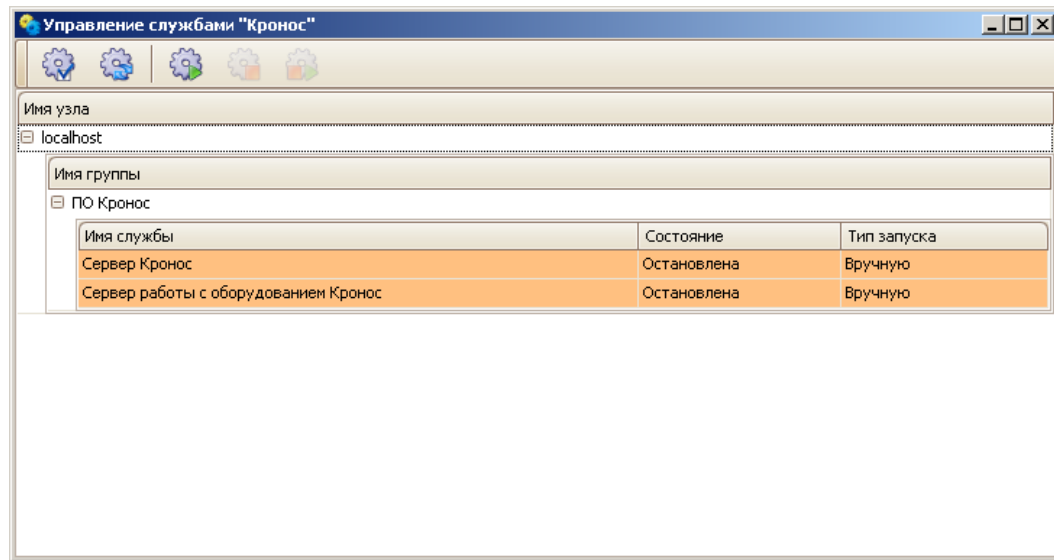 Управление службами "Кронос"
Имя узла
localhost
Имя группы
ПО Кронос
Имя службы Состояние Тип запуска
Сервер Кронос Остановлена Вручную
Сервер работы с оборудованием Кронос Остановлена Вручную